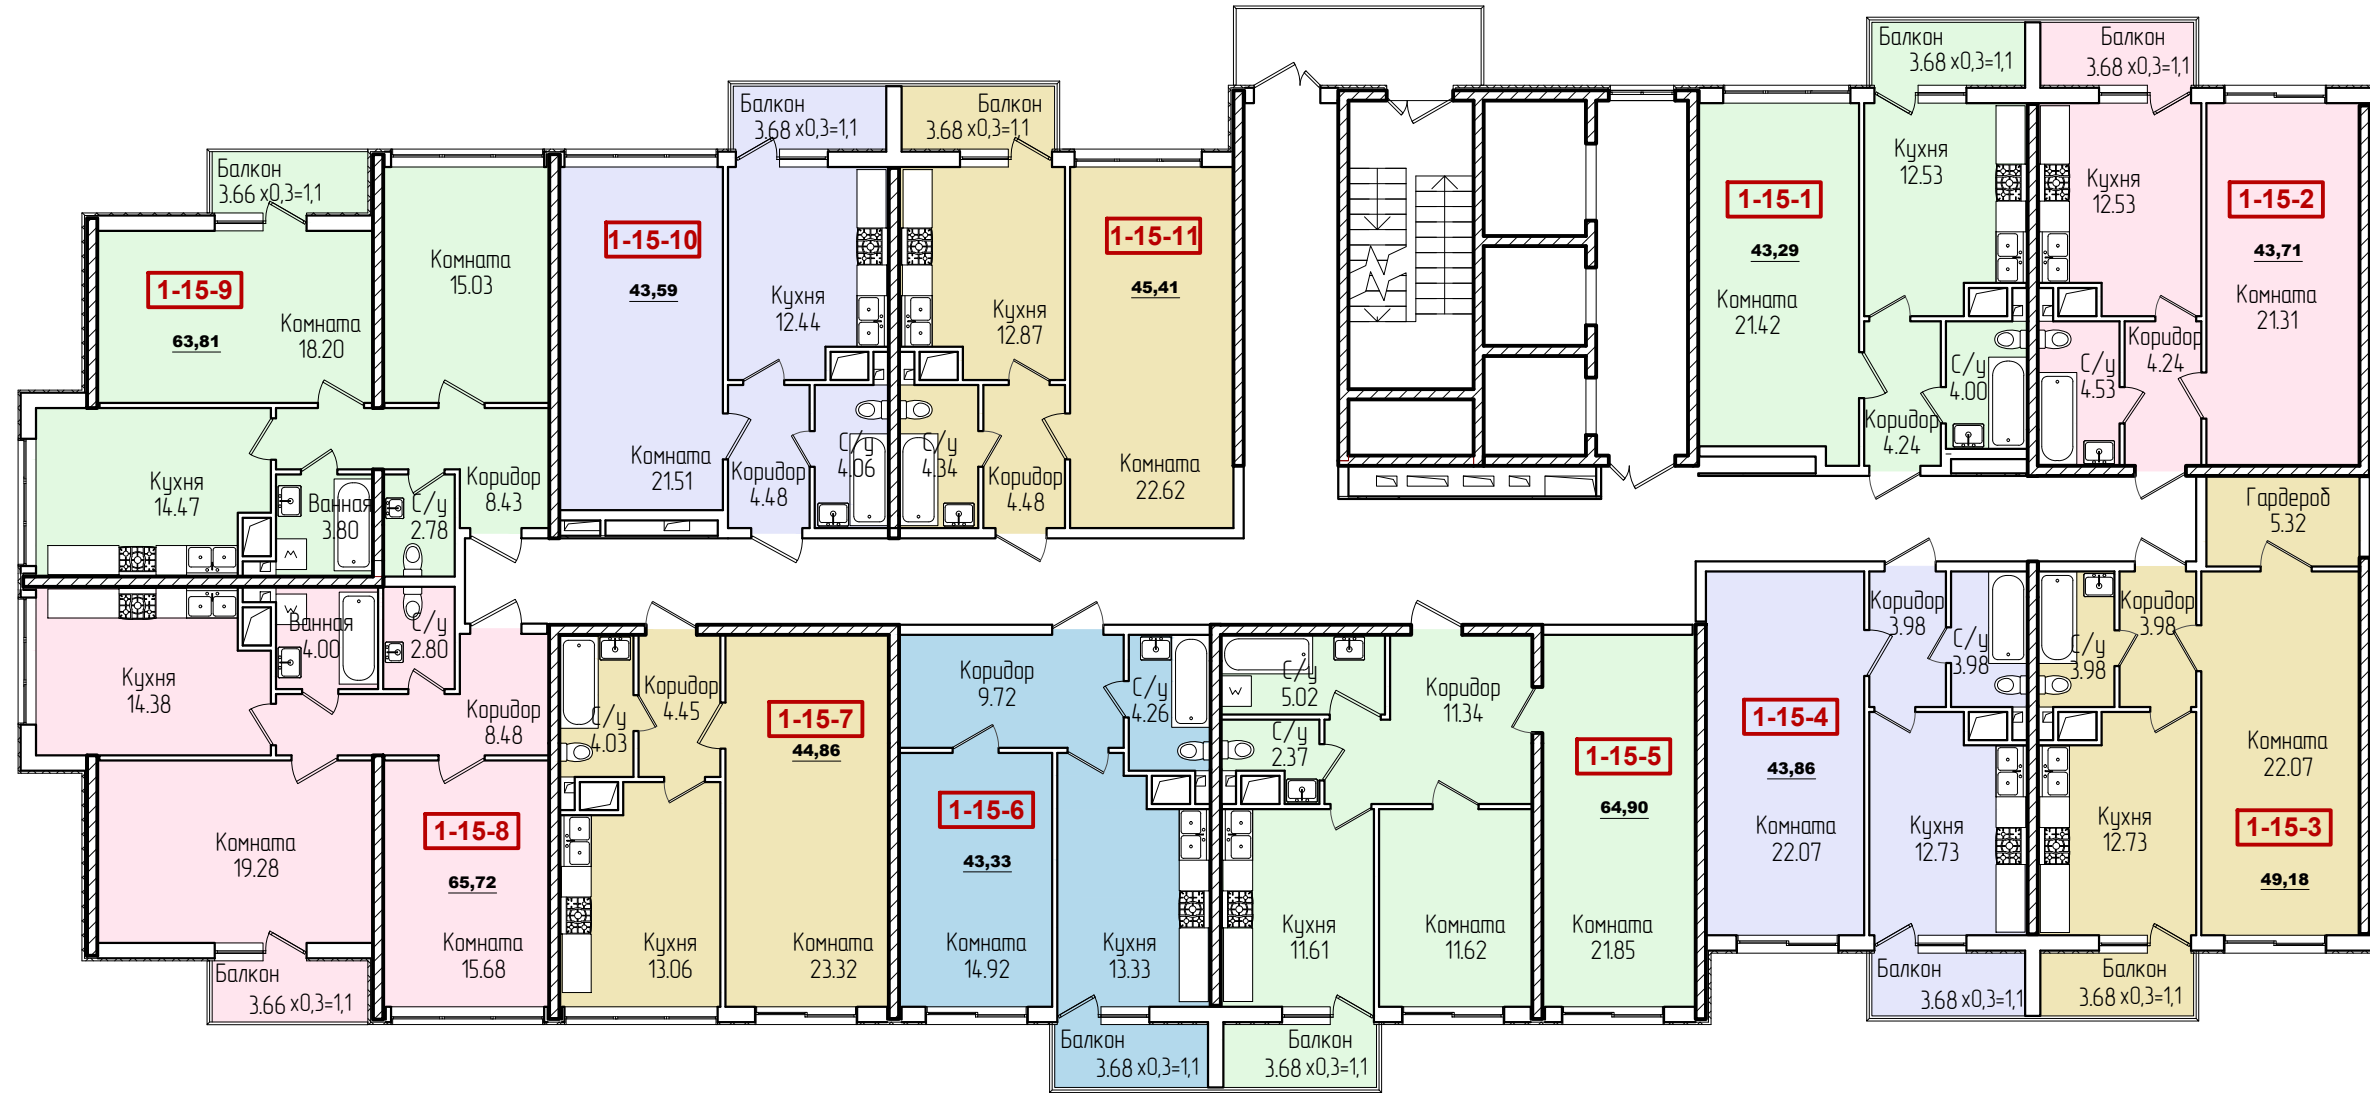 Балкон
3.66 x0,3=1,1
1-15-9
63,81
Комната
18.20
Комната
15.03
Кухня
14.47
Ванная
3.80
С/у
2.78
Коридор
8.43
М
Балкон
3.68 x0,3=1,1
1-15-10
43,59
Кухня
12.44
Комната
21.51
Коридор
4.48
С/у
4.06
Балкон
3.68 x0,3=1,1
1-15-11
45,41
Кухня
12.87
С/у
4.34
Коридор
4.48
Комната
22.62
Балкон
3.68 x0,3=1,1
1-15-1
43,29
Комната
21.42
Кухня
12.53
С/у
4.00
Коридор
4.24
Балкон
3.68 x0,3=1,1
1-15-2
43,71
Кухня
12.53
Комната
21.31
Коридор
4.24
С/у
4.53
Гардероб
5.32
W
Ванная
4.00
С/у
2.80
Кухня
14.38
Коридор
8.48
Комната
19.28
1-15-8
65,72
Комната
15.68
Балкон
3.66 x0,3=1,1
С/у
4.03
Коридор
4.45
1-15-7
44,86
Кухня
13.06
Комната
23.32
Коридор
9.72
С/у
4.26
1-15-6
43,33
Комната
14.92
Кухня
13.33
Балкон
3.68 x0,3=1,1
С/у
5.02
W
С/у
2.37
Коридор
11.34
1-15-5
64,90
Кухня
11.61
Комната
11.62
Комната
21.85
Балкон
3.68 x0,3=1,1
Коридор
3.98
С/у
3.98
1-15-4
43,86
Комната
22.07
Кухня
12.73
Балкон
3.68 x0,3=1,1
Коридор
3.98
С/у
3.98
Комната
22.07
Кухня
12.73
1-15-3
49,18
Балкон
3.68 x0,3=1,1